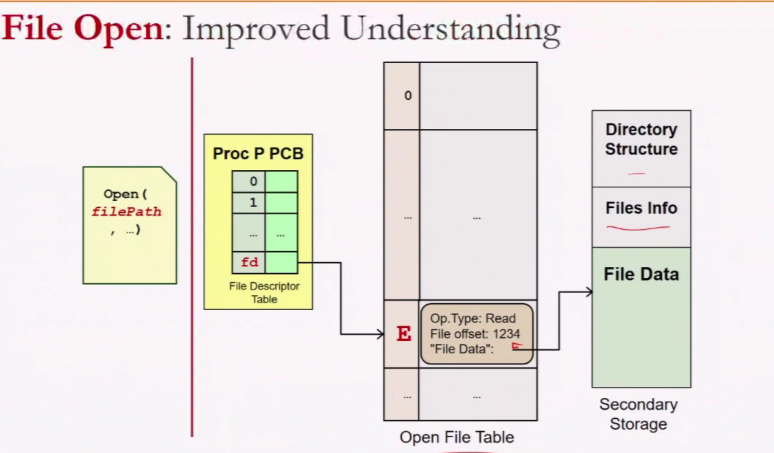 File Open: Improved Understanding
Open(
filePath
, …)
Proc P PCB
0
1
… …
fd
File Descriptor
Table
0
… …
E
Op.Type: Read
File offset: 1234
"File Data":
… …
Open File Table
Directory
Structure
Files Info
File Data
Secondary
Storage